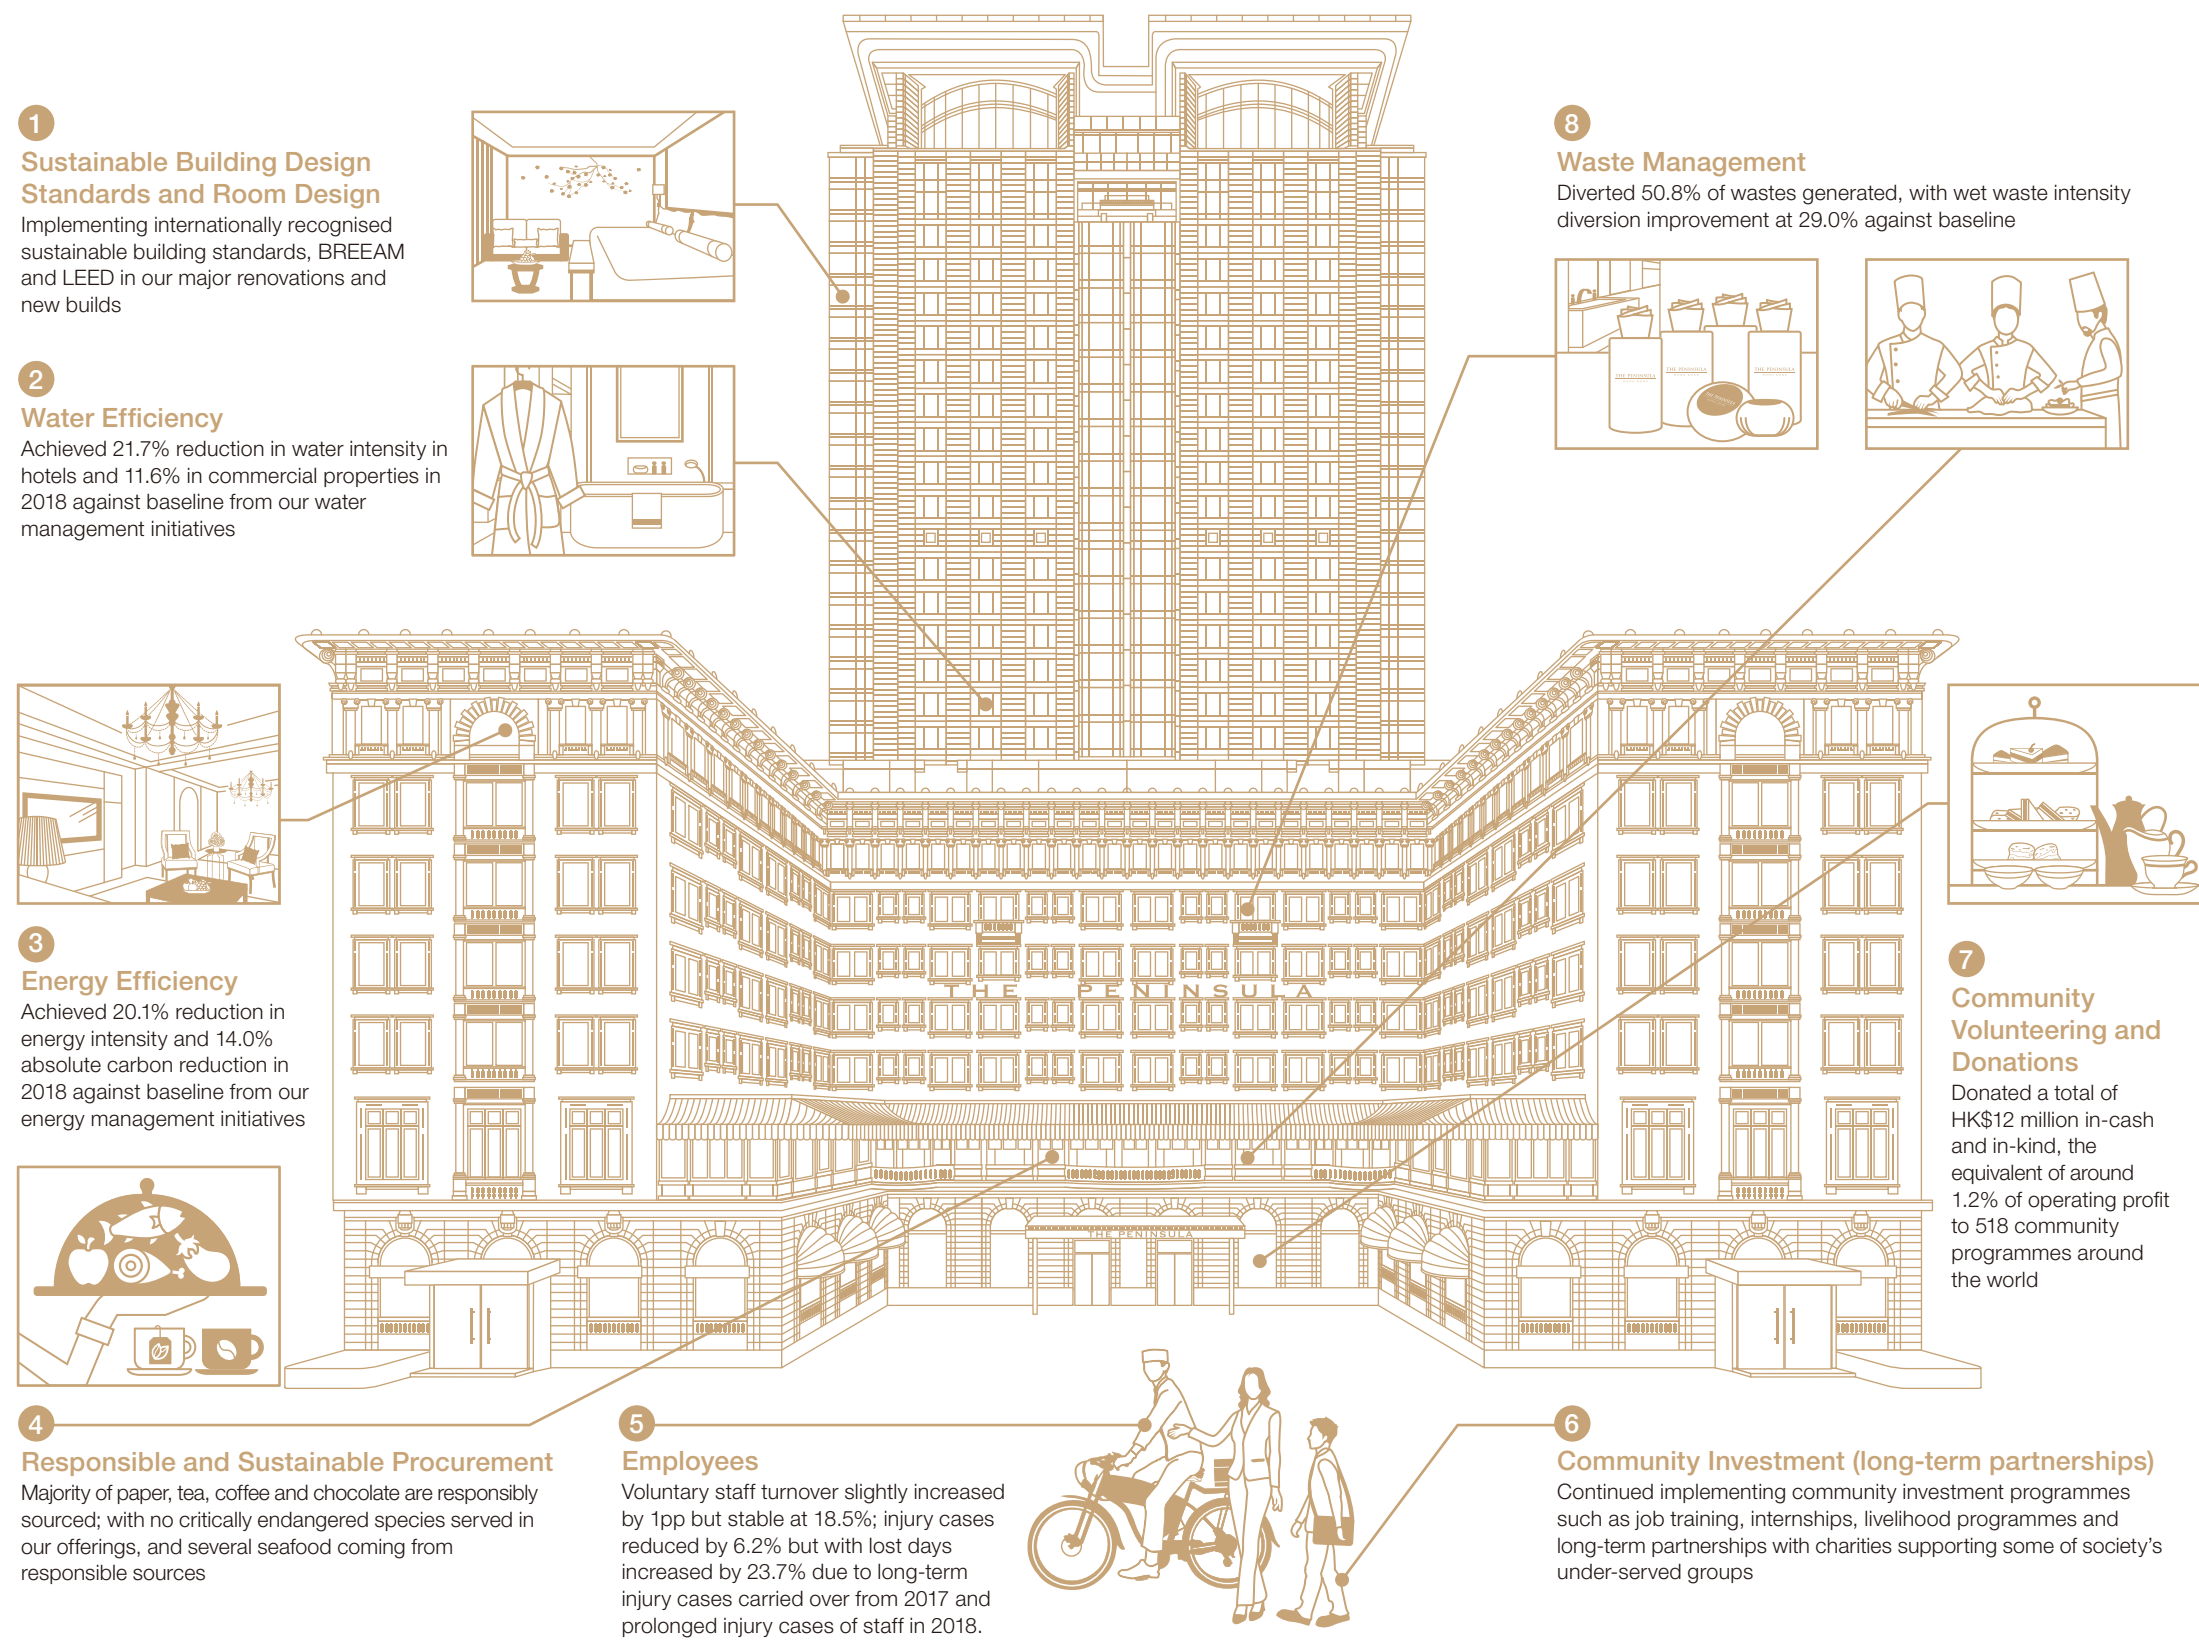 1
Sustainable Building Design
Standards and Room Design
Implementing internationally recognised
sustainable building standards, BREEAM
and LEED in our major renovations and
new builds
2
Water Efficiency
Achieved 21.7% reduction in water intensity in
hotels and 11.6% in commercial properties in
2018 against baseline from our water
management initiatives
3
Energy Efficiency
Achieved 20.1% reduction in
energy intensity and 14.0%
absolute carbon reduction in
2018 against baseline from our
energy management initiatives
4
Responsible and Sustainable Procurement
Majority of paper, tea, coffee and chocolate are responsibly
sourced; with no critically endangered species served in
our offerings, and several seafood coming from
responsible sources
5
Employees
Voluntary staff turnover slightly increased
by 1pp but stable at 18.5%; injury cases
reduced by 6.2% but with lost days
increased by 23.7% due to long-term
injury cases carried over from 2017 and
prolonged injury cases of staff in 2018.
6
Community Investment (long-term partnerships)
Continued implementing community investment programmes
such as job training, internships, livelihood programmes and
long-term partnerships with charities supporting some of society's
under-served groups
7
Community
Volunteering and
Donations
Donated a total of
HK$12 million in-cash
and in-kind, the
equivalent of around
1.2% of operating profit
to 518 community
programmes around
the world
8
Waste Management
Diverted 50.8% of wastes generated, with wet waste intensity
diversion improvement at 29.0% against baseline
THE PENINSULA
THE PENINSULA
THE PENINSULA
THE PENINSULA
THE PENINSULA
THE PENINSULA